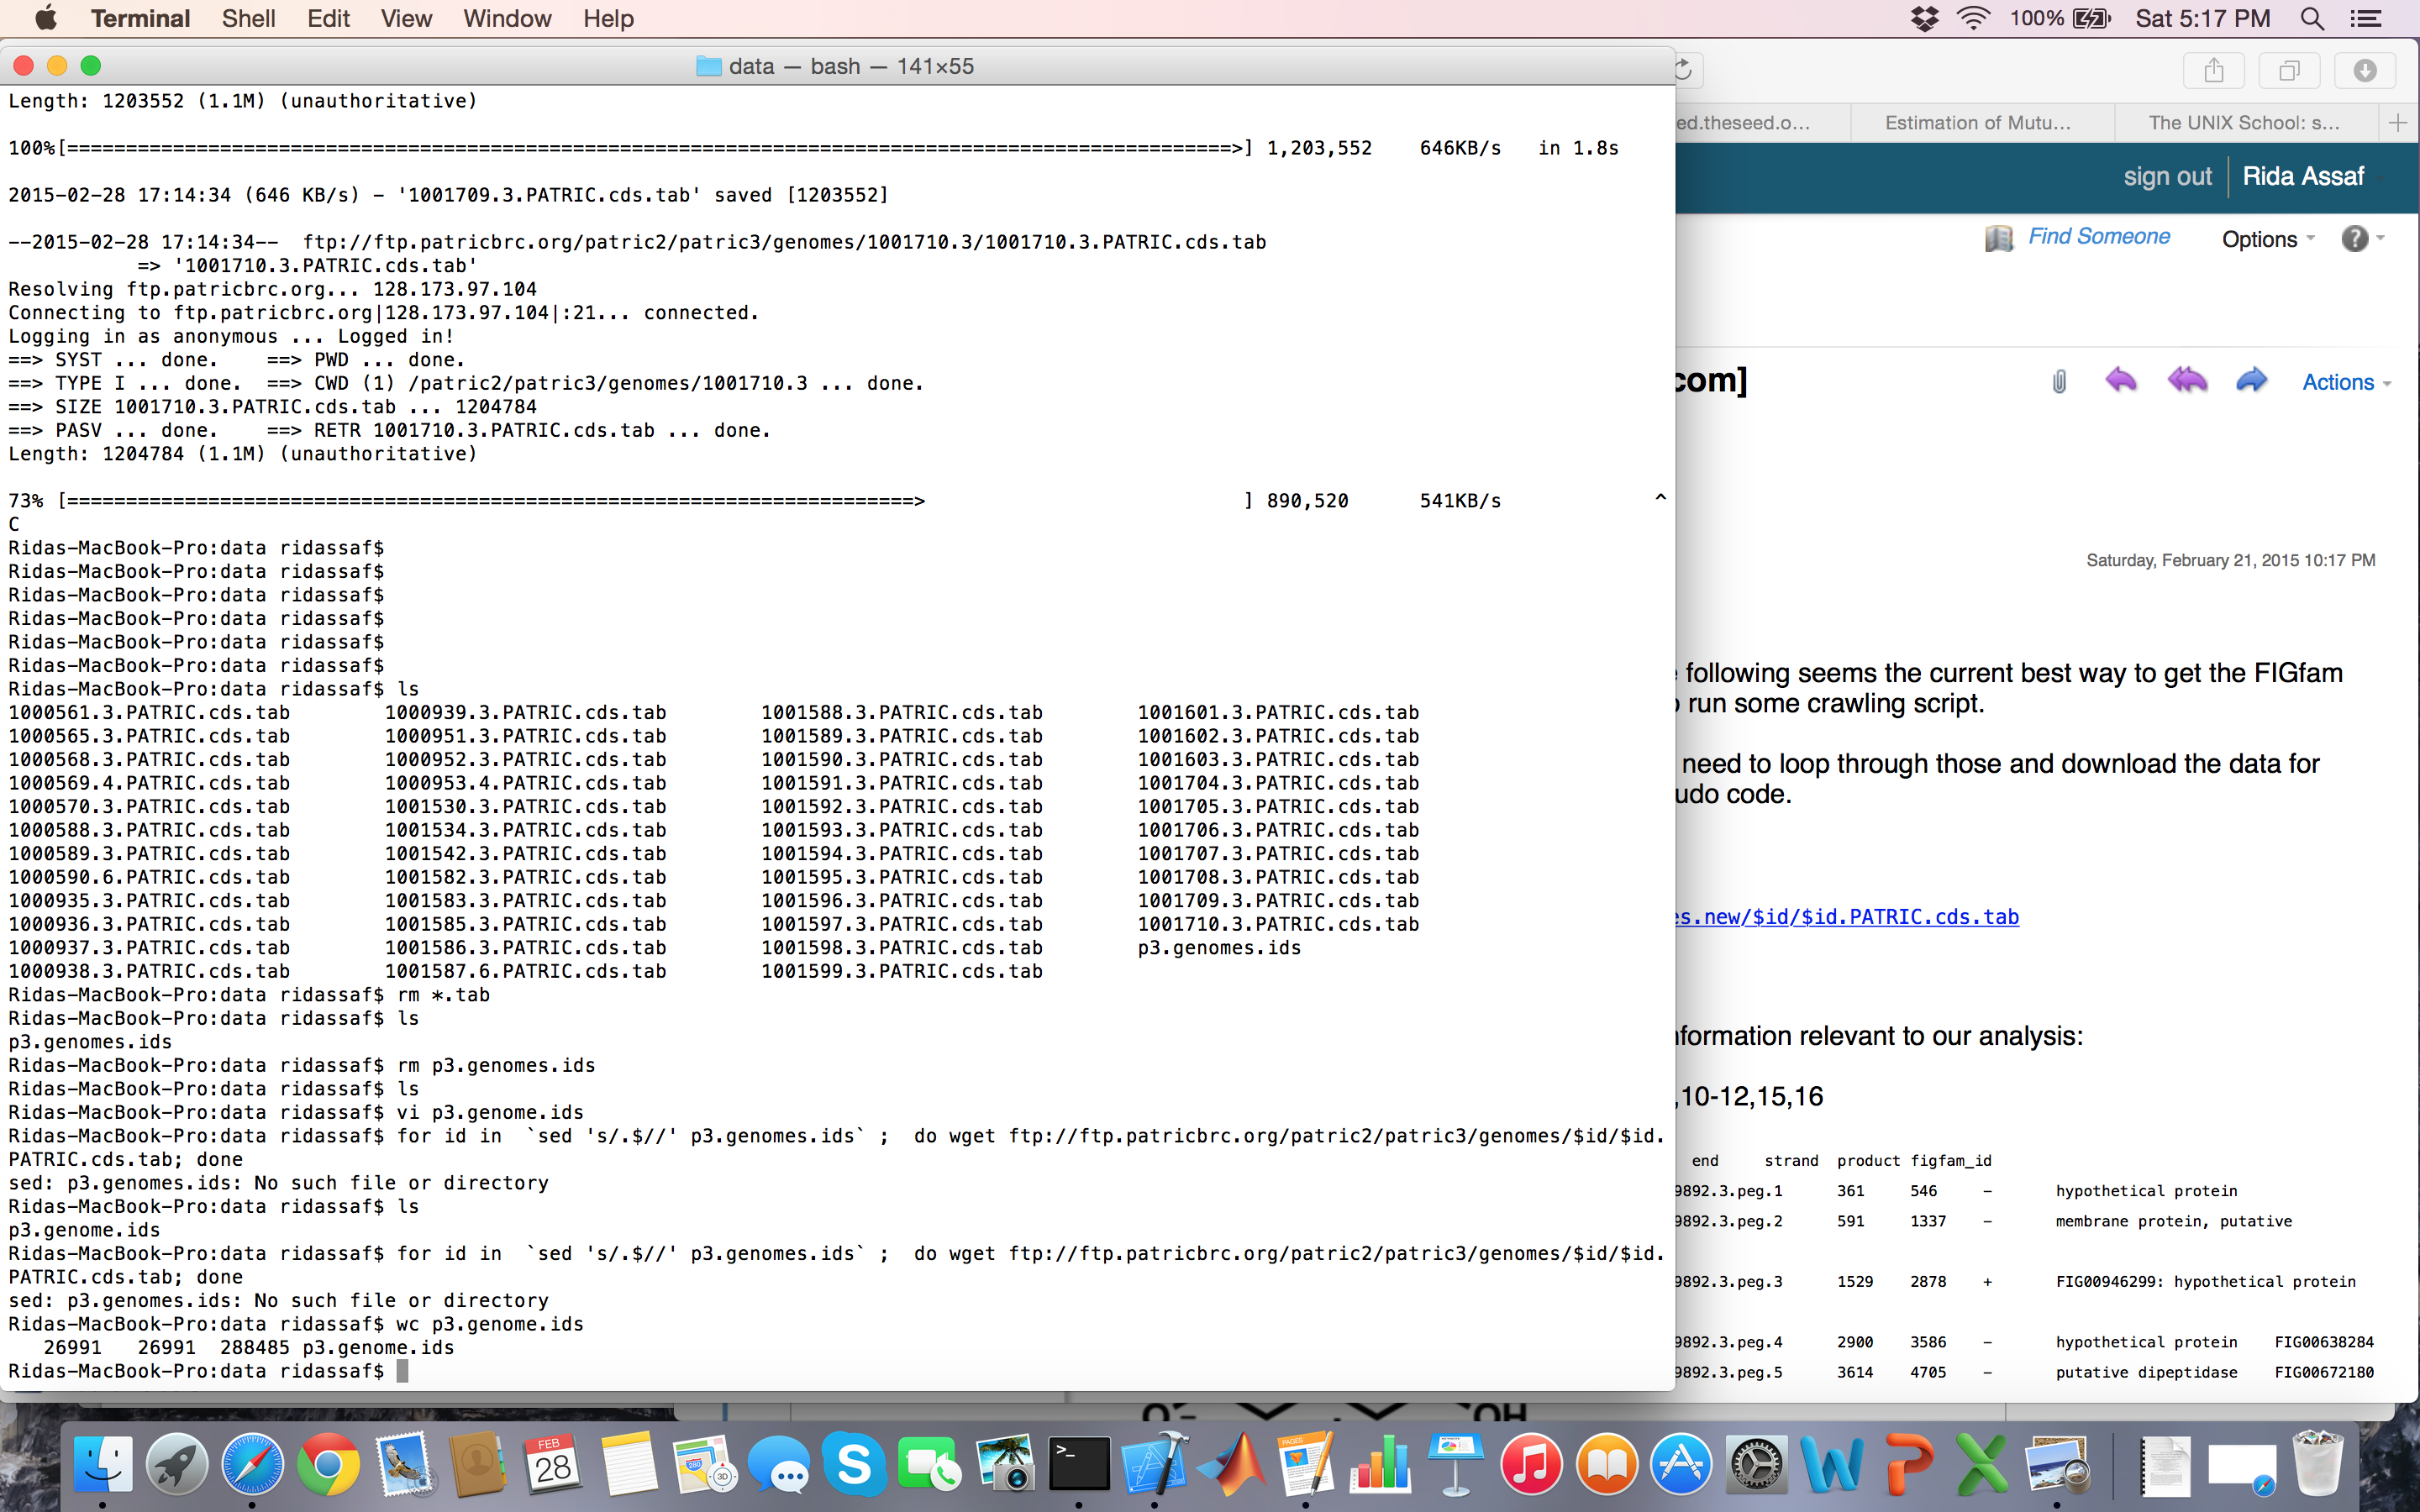 Terminal Shell Edit View Window Help
100% Sat 5:17 PM
data — bash — 141×55
Length: 1203552 (1.1M) (unauthoritative)
100%[===================================================================================================>] 1,203,552 646KB/s in 1.8s
2015-02-28 17:14:34 (646 KB/s) - '1001709.3.PATRIC.cds.tab' saved [1203552]
--2015-02-28 17:14:34-- ftp://ftp.patricbrc.org/patric2/patric3/genomes/1001710.3/1001710.3.PATRIC.cds.tab
=> '1001710.3.PATRIC.cds.tab'
Resolving ftp.patricbrc.org... 128.173.97.104
Connecting to ftp.patricbrc.org|128.173.97.104|:21... connected.
Logging in as anonymous ... Logged in!
==> SYST ... done. ==> PWD ... done.
==> TYPE I ... done. ==> CWD (1) /patric2/patric3/genomes/1001710.3 ... done.
==> SIZE 1001710.3.PATRIC.cds.tab ... 1204784
==> PASV ... done. ==> RETR 1001710.3.PATRIC.cds.tab ... done.
Length: 1204784 (1.1M) (unauthoritative)
73% [========================================================================> ] 890,520 541KB/s ^
C
Ridas-MacBook-Pro:data ridassaf$
Ridas-MacBook-Pro:data ridassaf$
Ridas-MacBook-Pro:data ridassaf$
Ridas-MacBook-Pro:data ridassaf$
Ridas-MacBook-Pro:data ridassaf$
Ridas-MacBook-Pro:data ridassaf$
Ridas-MacBook-Pro:data ridassaf$ ls
1000561.3.PATRIC.cds.tab 1000939.3.PATRIC.cds.tab 1001588.3.PATRIC.cds.tab 1001601.3.PATRIC.cds.tab
1000565.3.PATRIC.cds.tab 1000951.3.PATRIC.cds.tab 1001589.3.PATRIC.cds.tab 1001602.3.PATRIC.cds.tab
1000568.3.PATRIC.cds.tab 1000952.3.PATRIC.cds.tab 1001590.3.PATRIC.cds.tab 1001603.3.PATRIC.cds.tab
1000569.4.PATRIC.cds.tab 1000953.4.PATRIC.cds.tab 1001591.3.PATRIC.cds.tab 1001704.3.PATRIC.cds.tab
1000570.3.PATRIC.cds.tab 1001530.3.PATRIC.cds.tab 1001592.3.PATRIC.cds.tab 1001705.3.PATRIC.cds.tab
1000588.3.PATRIC.cds.tab 1001534.3.PATRIC.cds.tab 1001593.3.PATRIC.cds.tab 1001706.3.PATRIC.cds.tab
1000589.3.PATRIC.cds.tab 1001542.3.PATRIC.cds.tab 1001594.3.PATRIC.cds.tab 1001707.3.PATRIC.cds.tab
1000590.6.PATRIC.cds.tab 1001582.3.PATRIC.cds.tab 1001595.3.PATRIC.cds.tab 1001708.3.PATRIC.cds.tab
1000935.3.PATRIC.cds.tab 1001583.3.PATRIC.cds.tab 1001596.3.PATRIC.cds.tab 1001709.3.PATRIC.cds.tab
1000936.3.PATRIC.cds.tab 1001585.3.PATRIC.cds.tab 1001597.3.PATRIC.cds.tab 1001710.3.PATRIC.cds.tab
1000937.3.PATRIC.cds.tab 1001586.3.PATRIC.cds.tab 1001598.3.PATRIC.cds.tab p3.genomes.ids
1000938.3.PATRIC.cds.tab 1001587.6.PATRIC.cds.tab 1001599.3.PATRIC.cds.tab
Ridas-MacBook-Pro:data ridassaf$ rm *.tab
Ridas-MacBook-Pro:data ridassaf$ ls
p3.genomes.ids
Ridas-MacBook-Pro:data ridassaf$ rm p3.genomes.ids
Ridas-MacBook-Pro:data ridassaf$ ls
Ridas-MacBook-Pro:data ridassaf$ vi p3.genome.ids
Ridas-MacBook-Pro:data ridassaf$ for id in `sed 's/.$//' p3.genomes.ids` ; do wget ftp://ftp.patricbrc.org/patric2/patric3/genomes/$id/$id.
PATRIC.cds.tab; done
sed: p3.genomes.ids: No such file or directory
Ridas-MacBook-Pro:data ridassaf$ ls
p3.genome.ids
Ridas-MacBook-Pro:data ridassaf$ for id in `sed 's/.$//' p3.genomes.ids` ; do wget ftp://ftp.patricbrc.org/patric2/patric3/genomes/$id/$id.
PATRIC.cds.tab; done
sed: p3.genomes.ids: No such file or directory
Ridas-MacBook-Pro:data ridassaf$ wc p3.genome.ids
26991 26991 288485 p3.genome.ids
Ridas-MacBook-Pro:data ridassaf$
ed.theseed.o... Estimation of Mutu... The UNIX School: s...
sign out Rida Assaf
Find Someone Options ?
com] Actions
Saturday, February 21, 2015 10:17 PM
following seems the current best way to get the FIGfam
run some crawling script.
need to loop through those and download the data for
udo code.
es.new/$id/$id.PATRIC.cds.tab
nformation relevant to our analysis:
,10-12,15,16
end strand product figfam_id
9892.3.peg.1 361 546 - hypothetical protein
9892.3.peg.2 591 1337 - membrane protein, putative
9892.3.peg.3 1529 2878 + FIG00946299: hypothetical protein
9892.3.peg.4 2900 3586 - hypothetical protein FIG00638284
9892.3.peg.5 3614 4705 - putative dipeptidase FIG00672180
OH
FEB
28
280
3D
S
>_
PAGES
W
P
X